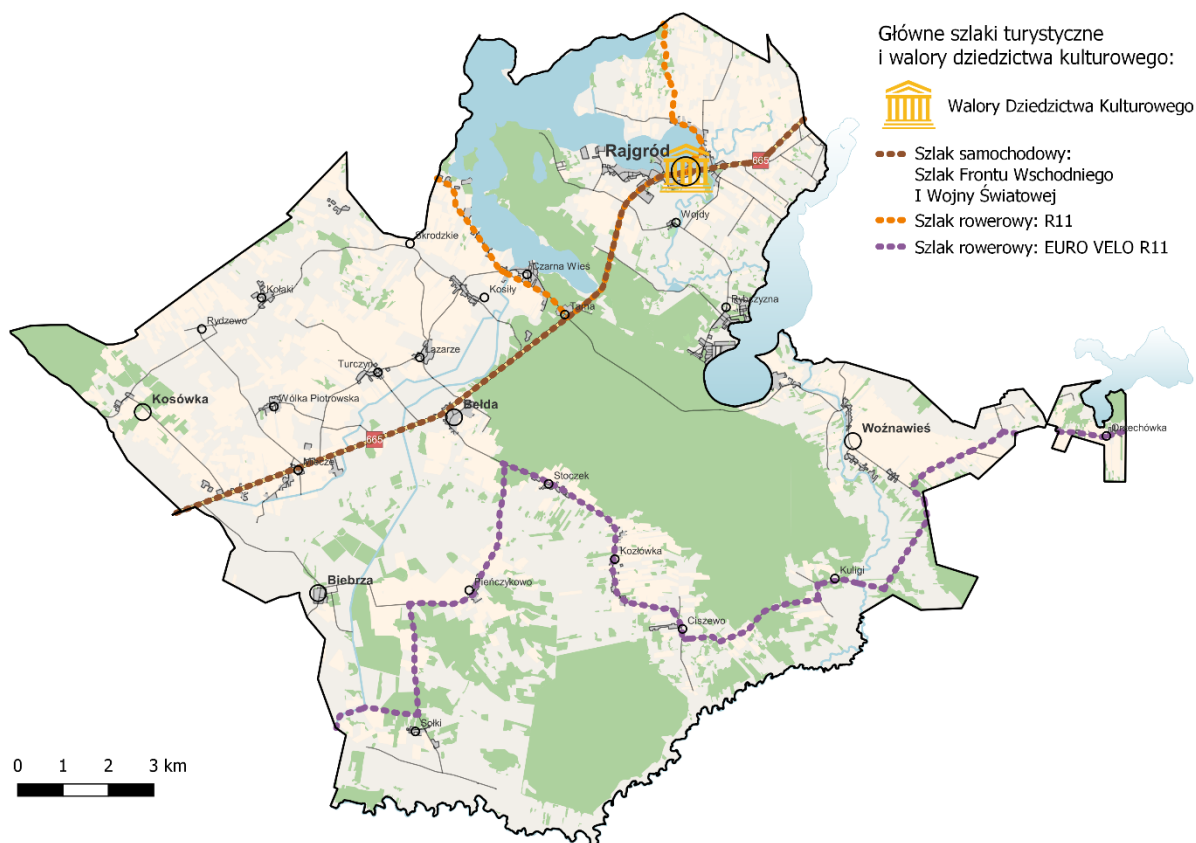 Główne szlaki turystyczne
i walory dziedzictwa kulturowego:
Walory Dziedzictwa Kulturowego
Szlak samochodowy:
Szlak Frontu Wschodniego
I Wojny Światowej
Szlak rowerowy: R11
Szlak rowerowy: EURO VELO R11
Rajgród
665
Wojdy
Skrodzkie
Czarna Wieś
Kołaki
Kosiły
Rybczyzna
Tama
Rydzewo
Łazarze
Turczyn
Kosówka
Wólka Piotrowska
Bełda
Woźnawieś
Orzechówka
665
Miecze
Stoczek
Kozłówka
Kuligi
Biebrza
Pieńczykowo
Ciszewo
Sołki
0 1 2 3 km